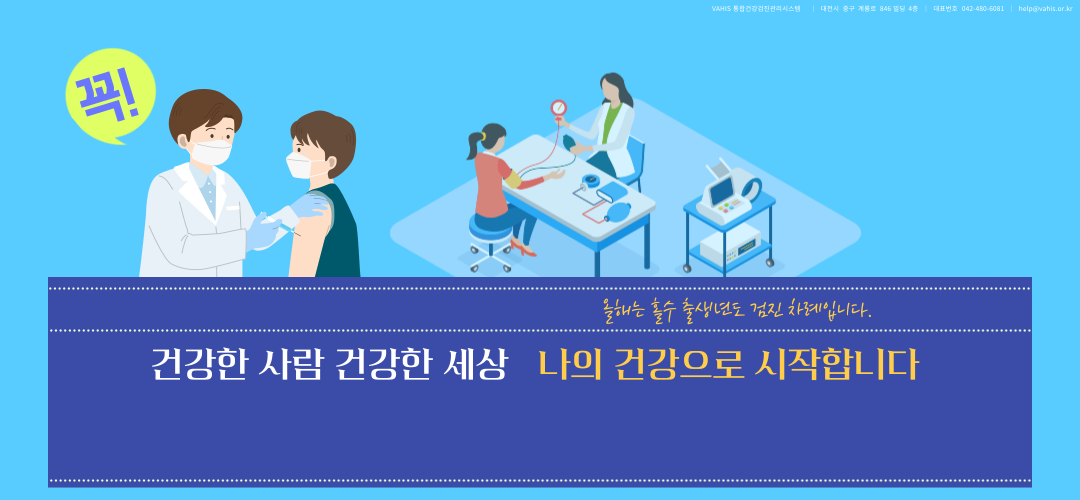 VAHIS 통합건강검진관리시스템 | 대전시 중구 계룡로 846 빌딩 4층 | 대표번호 042-480-6081 | help@vahis.or.kr
꼭!
올해는 홀수 출생년도 검진 차례입니다.
건강한 사람 건강한 세상 나의 건강으로 시작합니다